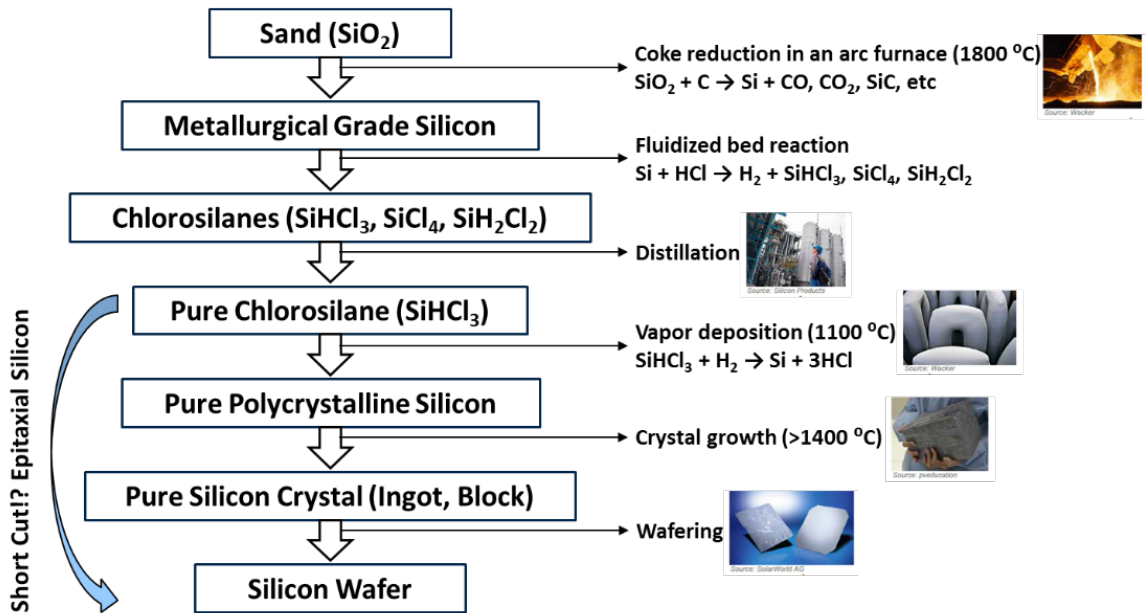 Sand (SiO₂)
Coke reduction in an arc furnace (1800 ⁰C)
SiO₂ + C → Si + CO, CO₂, SiC, etc
Source: Wacker
Metallurgical Grade Silicon
Fluidized bed reaction
Si + HCl → H₂ + SiHCl₃, SiCl₄, SiH₂Cl₂
Chlorosilanes (SiHCl₃, SiCl₄, SiH₂Cl₂)
Distillation
Source: Silicon Products
Pure Chlorosilane (SiHCl₃)
Vapor deposition (1100 ⁰C)
SiHCl₃ + H₂ → Si + 3HCl
Source: Wacker
Pure Polycrystalline Silicon
Crystal growth (>1400 ⁰C)
Source: pveducation
Pure Silicon Crystal (Ingot, Block)
Wafering
Source: SolarWorld AG
Silicon Wafer
Short Cut!? Epitaxial Silicon